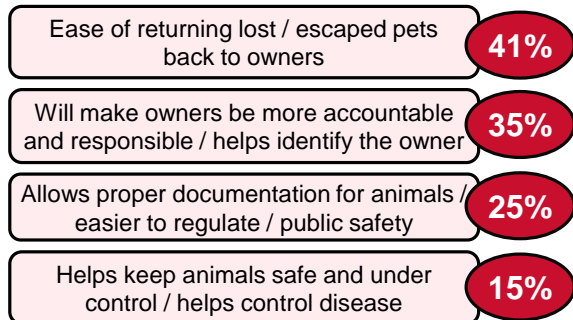 Ease of returning lost / escaped pets
back to owners
41%
Will make owners be more accountable
and responsible / helps identify the owner
35%
Allows proper documentation for animals /
easier to regulate / public safety
25%
Helps keep animals safe and under
control / helps control disease
15%